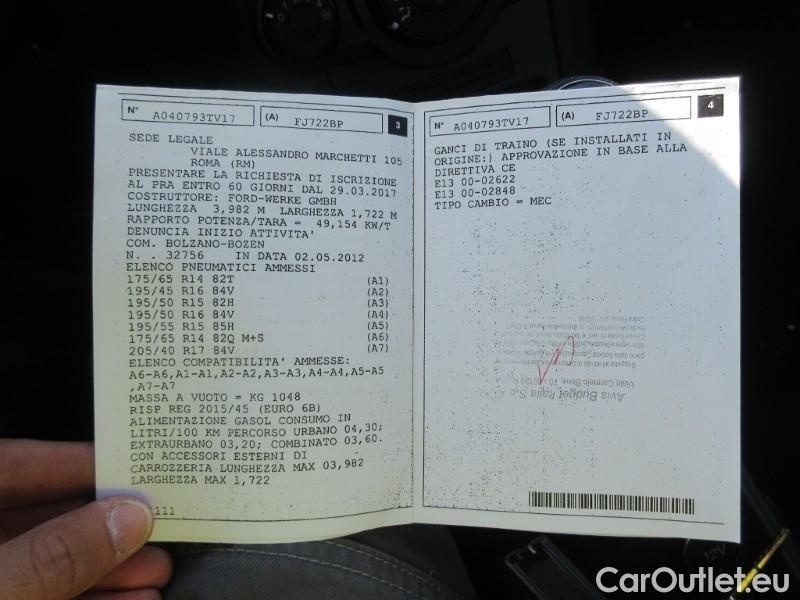 N° A040793TV17 (A) FJ722BP 3
SEDE LEGALE
VIALE ALESSANDRO MARCHETTI 105
ROMA (RM)
PRESENTARE LA RICHIESTA DI ISCRIZIONE
AL PRA ENTRO 60 GIORNI DAL 29.03.2017
COSTRUTTORE: FORD-WERKE GMBH
LUNGHEZZA 3,982 M LARGHEZZA 1,722 M
RAPPORTO POTENZA/TARA = 49,154 KW/T
DENUNCIA INIZIO ATTIVITA'
COM. BOLZANO-BOZEN
N. . 32756 IN DATA 02.05.2012
ELENCO PNEUMATICI AMMESSI
175/65 R14 82T (A1)
195/45 R16 84V (A2)
195/50 R15 82H (A3)
195/50 R16 84V (A4)
195/55 R15 85H (A5)
175/65 R14 82Q M+S (A6)
205/40 R17 84V (A7)
ELENCO COMPATIBILITA' AMMESSE:
A6-A6,A1-A1,A2-A2,A3-A3,A4-A4,A5-A5
,A7-A7
MASSA A VUOTO = KG 1048
RISP REG 2015/45 (EURO 6B)
ALIMENTAZIONE GASOL CONSUMO IN
LITRI/100 KM PERCORSO URBANO 04,30;
EXTRAURBANO 03,20; COMBINATO 03,60.
CON ACCESSORI ESTERNI DI
CARROZZERIA LUNGHEZZA MAX 03,982
LARGHEZZA MAX 1,722
111
N° A040793TV17 (A) FJ722BP 4
GANCI DI TRAINO (SE INSTALLATI IN
ORIGINE:) APPROVAZIONE IN BASE ALLA
DIRETTIVA CE
E13 00-02622
E13 00-02848
TIPO CAMBIO = MEC
Viale Carmelo Bene, 70
Avis Budget Italia S.p.
12V
CarOutlet.eu